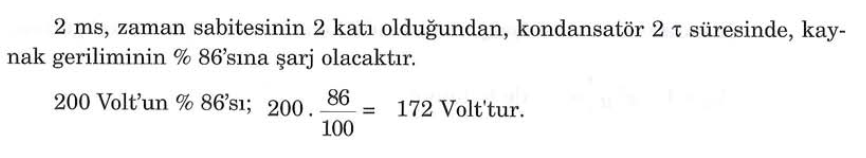 2 ms, zaman sabitesinin 2 katı olduğundan, kondansatör 2 τ süresinde, kay-
nak geriliminin % 86'sına şarj olacaktır.
200 Volt'un % 86'sı; 200 . 86/100 = 172 Volt'tur.